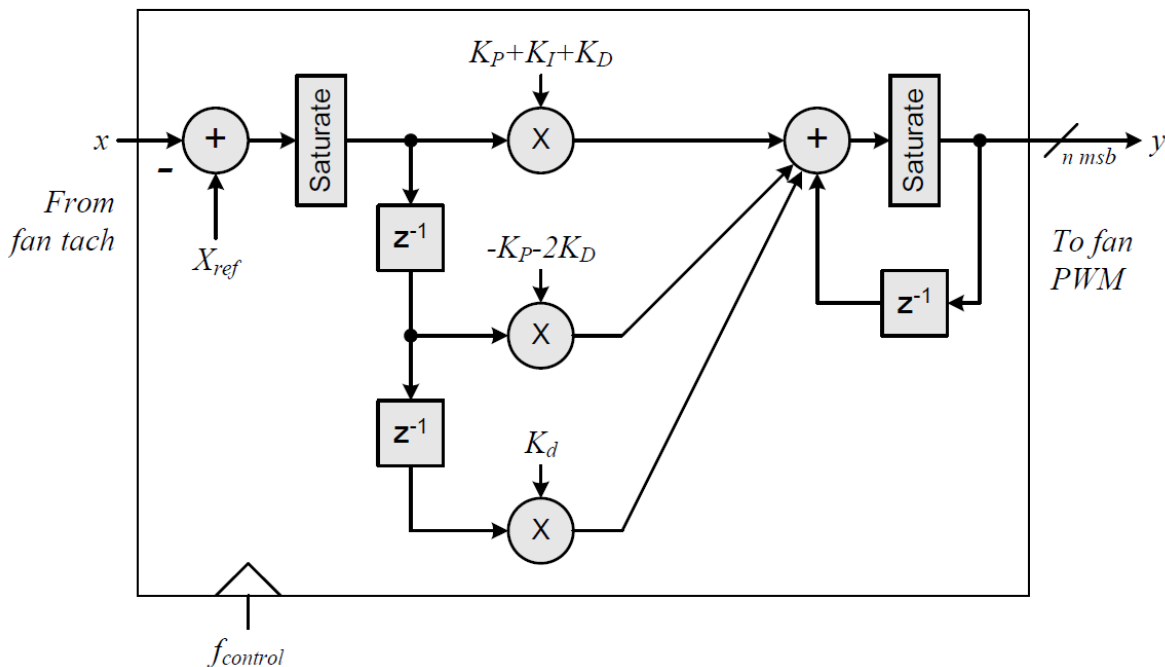 K_P+K_I+K_D
x
-
+
Saturate
X
+
Saturate
n msb
y
From
fan tach
X_ref
z^-1
-K_P-2K_D
X
z^-1
To fan
PWM
z^-1
K_d
X
f_control